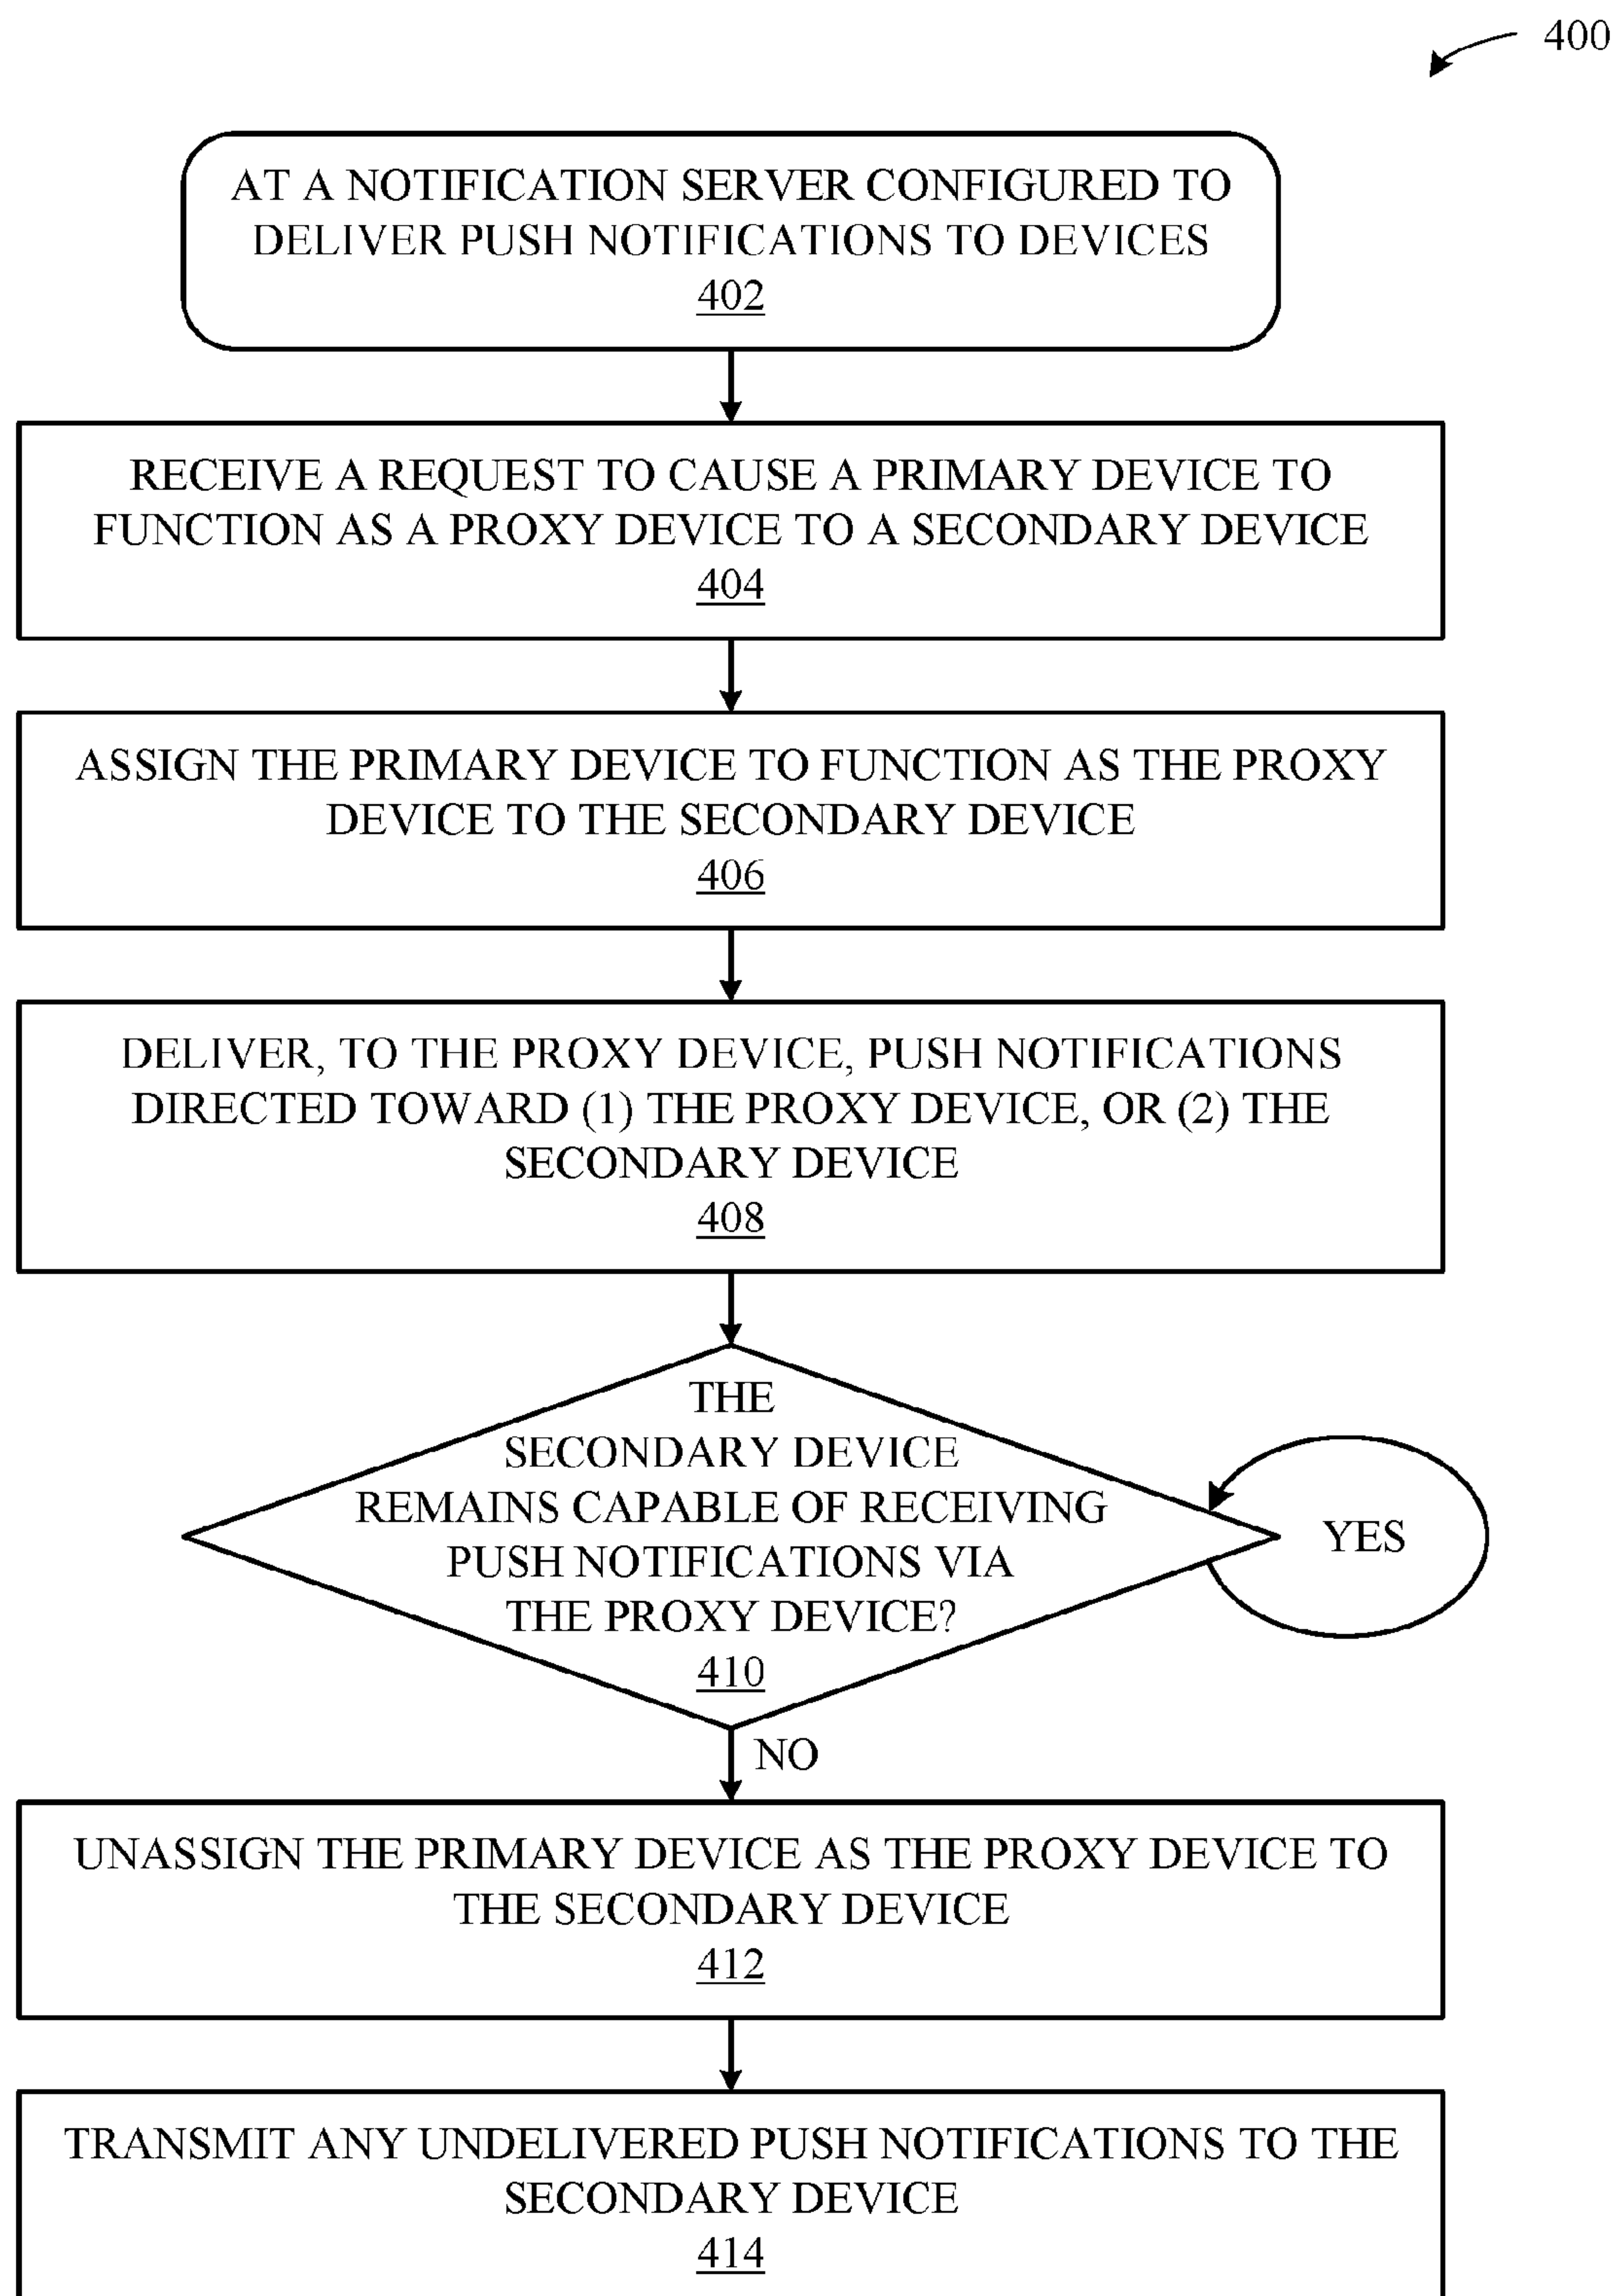 400
AT A NOTIFICATION SERVER CONFIGURED TO
DELIVER PUSH NOTIFICATIONS TO DEVICES
402
RECEIVE A REQUEST TO CAUSE A PRIMARY DEVICE TO
FUNCTION AS A PROXY DEVICE TO A SECONDARY DEVICE
404
ASSIGN THE PRIMARY DEVICE TO FUNCTION AS THE PROXY
DEVICE TO THE SECONDARY DEVICE
406
DELIVER, TO THE PROXY DEVICE, PUSH NOTIFICATIONS
DIRECTED TOWARD (1) THE PROXY DEVICE, OR (2) THE
SECONDARY DEVICE
408
THE
SECONDARY DEVICE
REMAINS CAPABLE OF RECEIVING
PUSH NOTIFICATIONS VIA
THE PROXY DEVICE?
410
YES
NO
UNASSIGN THE PRIMARY DEVICE AS THE PROXY DEVICE TO
THE SECONDARY DEVICE
412
TRANSMIT ANY UNDELIVERED PUSH NOTIFICATIONS TO THE
SECONDARY DEVICE
414